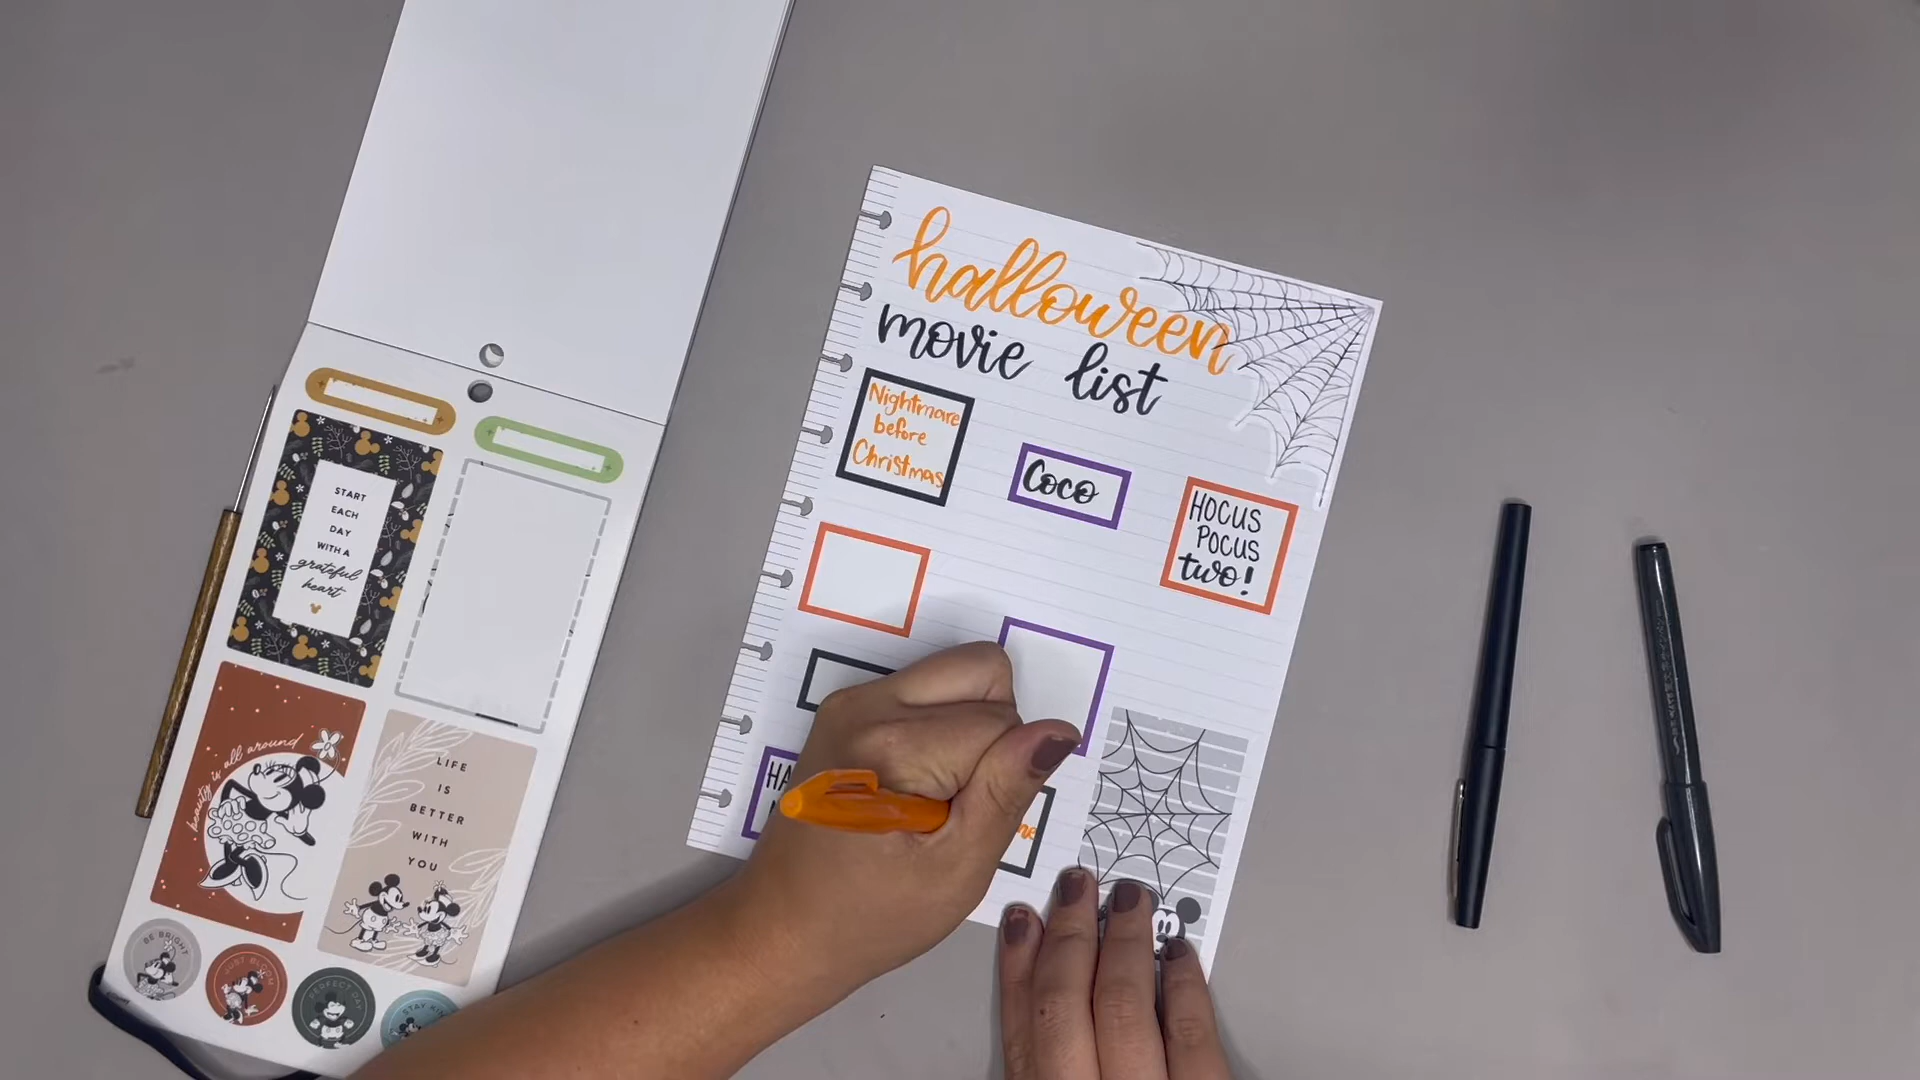 halloween
movie list
Nightmare
before
Christmas
Coco
HOCUS
POCUS
two!
START
EACH
DAY
WITH A
grateful
heart
beauty is all around
LIFE
IS
BETTER
WITH
YOU
BE BRIGHT
JUST BLOOM
PERFECT DAY